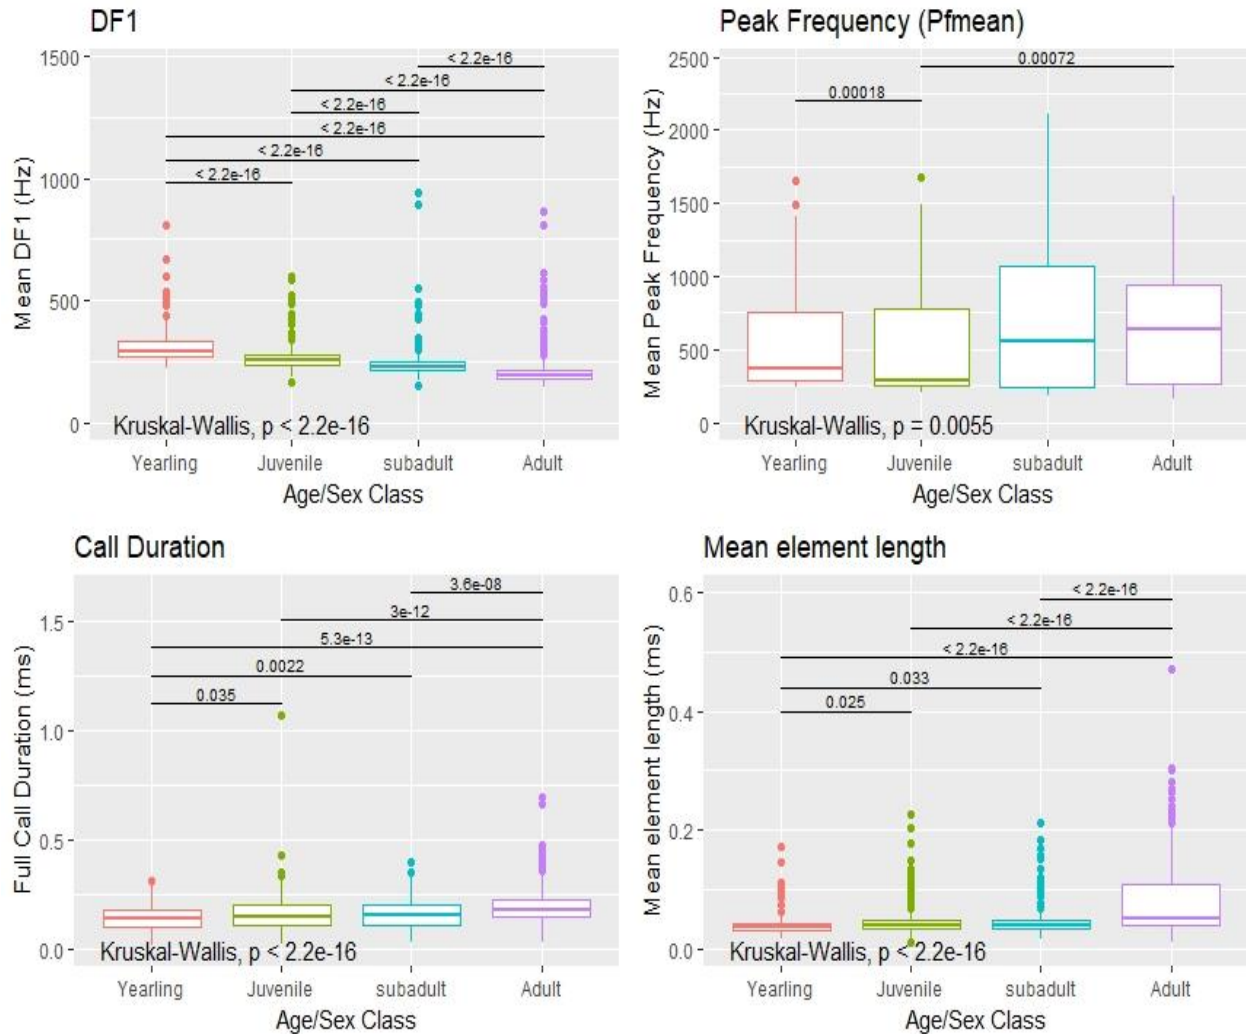 DF1
Mean DF1 (Hz)
1500
1000
500
0
< 2.2e-16
< 2.2e-16
< 2.2e-16
< 2.2e-16
< 2.2e-16
< 2.2e-16
Kruskal-Wallis, p < 2.2e-16
Yearling Juvenile subadult Adult
Age/Sex Class
Peak Frequency (Pfmean)
Mean Peak Frequency (Hz)
2500
2000
1500
1000
500
0
0.00072
0.00018
Kruskal-Wallis, p = 0.0055
Yearling Juvenile subadult Adult
Age/Sex Class
Call Duration
Full Call Duration (ms)
1.5
1.0
0.5
0.0
3.6e-08
3e-12
5.3e-13
0.0022
0.035
Kruskal-Wallis, p < 2.2e-16
Yearling Juvenile subadult Adult
Age/Sex Class
Mean element length
Mean element length (ms)
0.6
0.4
0.2
0.0
< 2.2e-16
< 2.2e-16
< 2.2e-16
0.033
0.025
Kruskal-Wallis, p < 2.2e-16
Yearling Juvenile subadult Adult
Age/Sex Class